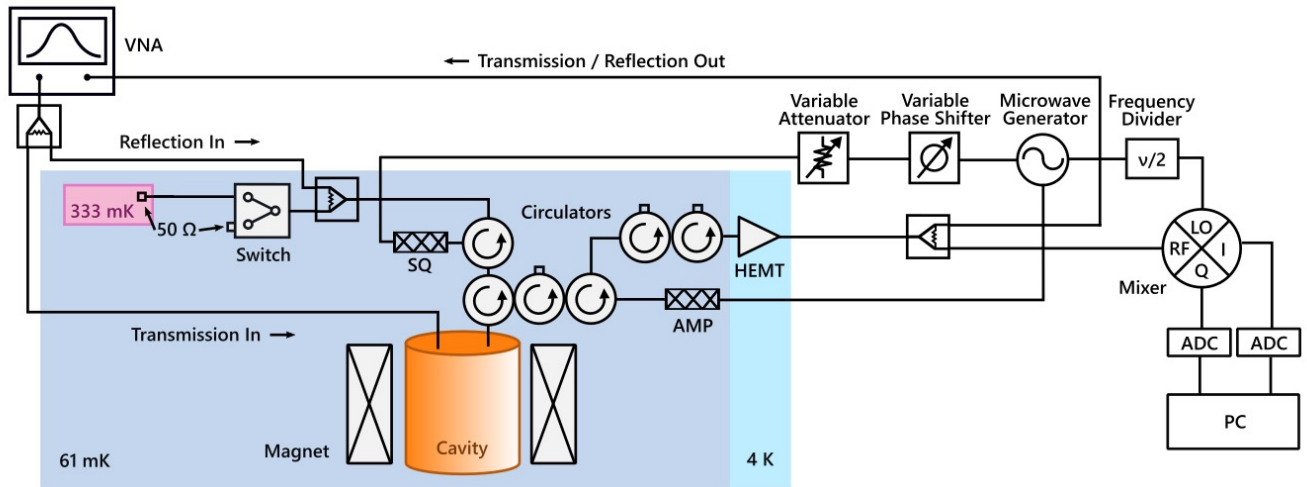 VNA
← Transmission / Reflection Out
Variable
Attenuator
Variable
Phase Shifter
Microwave
Generator
Frequency
Divider
Reflection In →
ν/2
333 mK
50 Ω
Switch
SQ
Circulators
HEMT
AMP
LO
RF
I
Q
Mixer
Transmission In →
ADC
ADC
Magnet
Cavity
PC
61 mK
4 K